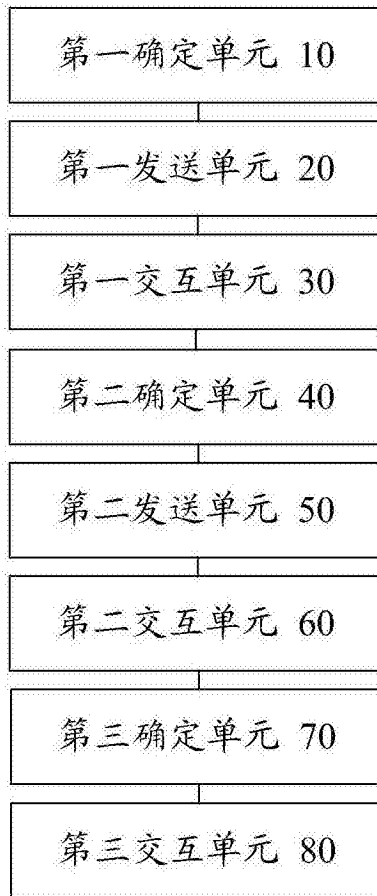 第一确定单元 10
第一发送单元 20
第一交互单元 30
第二确定单元 40
第二发送单元 50
第二交互单元 60
第三确定单元 70
第三交互单元 80